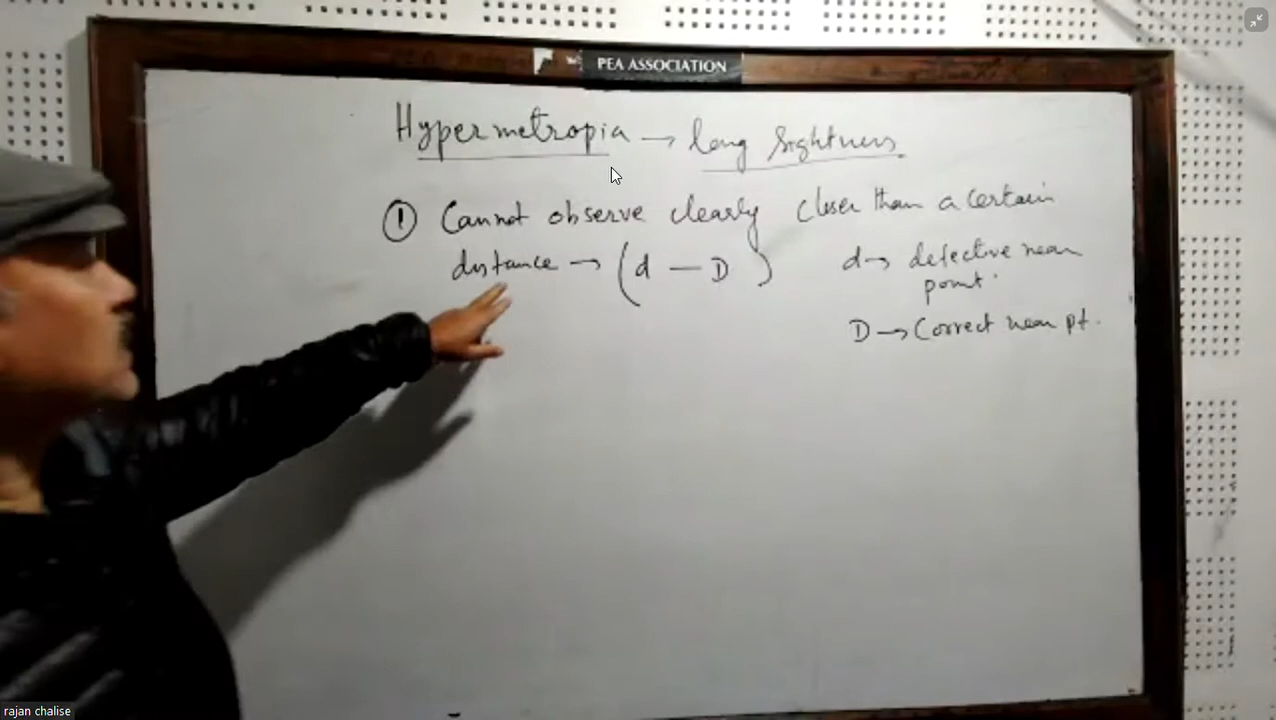 PEA ASSOCIATION
Hypermetropia → long Sightness
① Cannot observe clearly closer than a certain
distance → (d — D)
d → defective near
point
D → Correct near pt.
rajan chalise